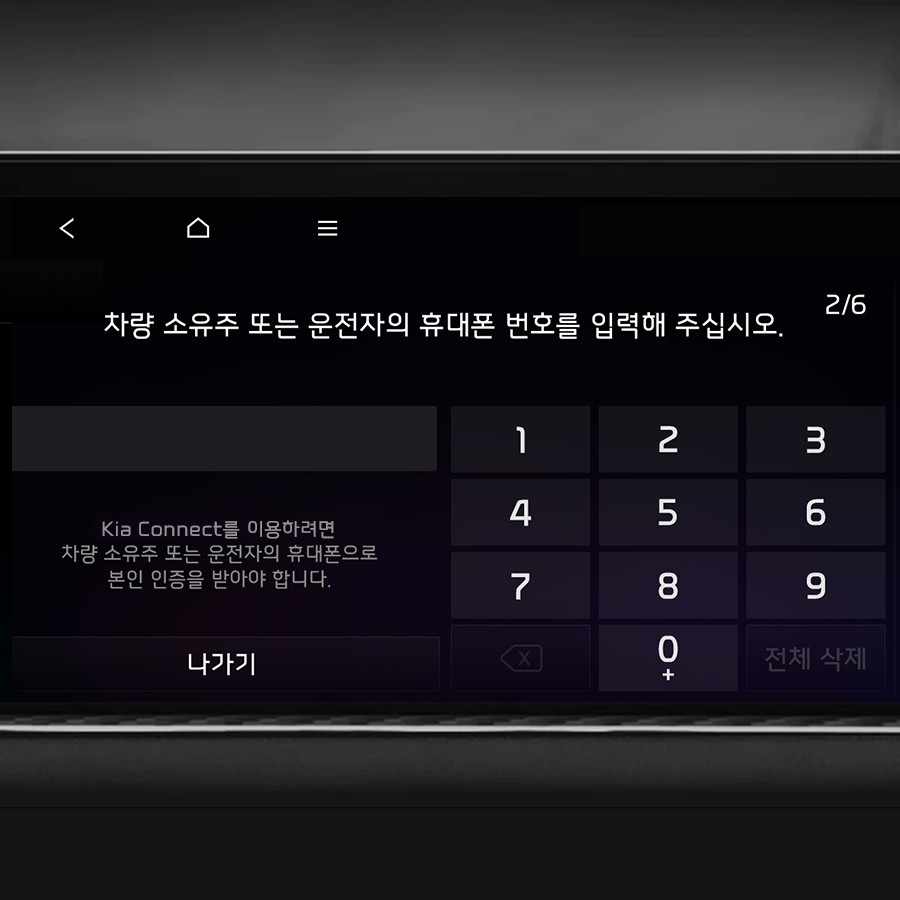 2/6
차량 소유주 또는 운전자의 휴대폰 번호를 입력해 주십시오.
1 2 3
4 5 6
7 8 9
0 전체 삭제
+
Kia Connect를 이용하려면
차량 소유주 또는 운전자의 휴대폰으로
본인 인증을 받아야 합니다.
나가기